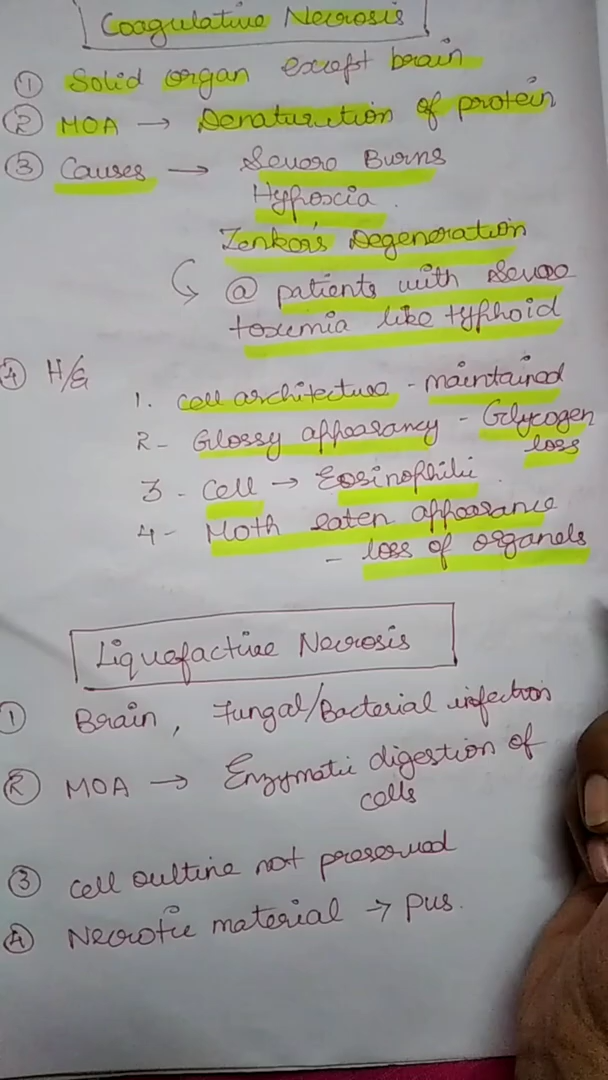 Coagulative Necrosis
① Solid organ except brain
② MOA → Denaturation of protein
③ Causes → Severe Burns
Hypoxia.
Zenker's Degeneration
@ patients with severe
toxemia like typhoid
④ H/E
1. cell architecture - maintained
2- Glossy appearancy - Glycogen
loss
3 - Cell → Eosinophilic.
4- Moth eaten appearance
- loss of organels
Liquefactive Necrosis
① Brain, Fungal/Bacterial infection
② MOA → Enzymatic digestion of
cells
③ cell outline not preserved
④ Necrotic material → pus.